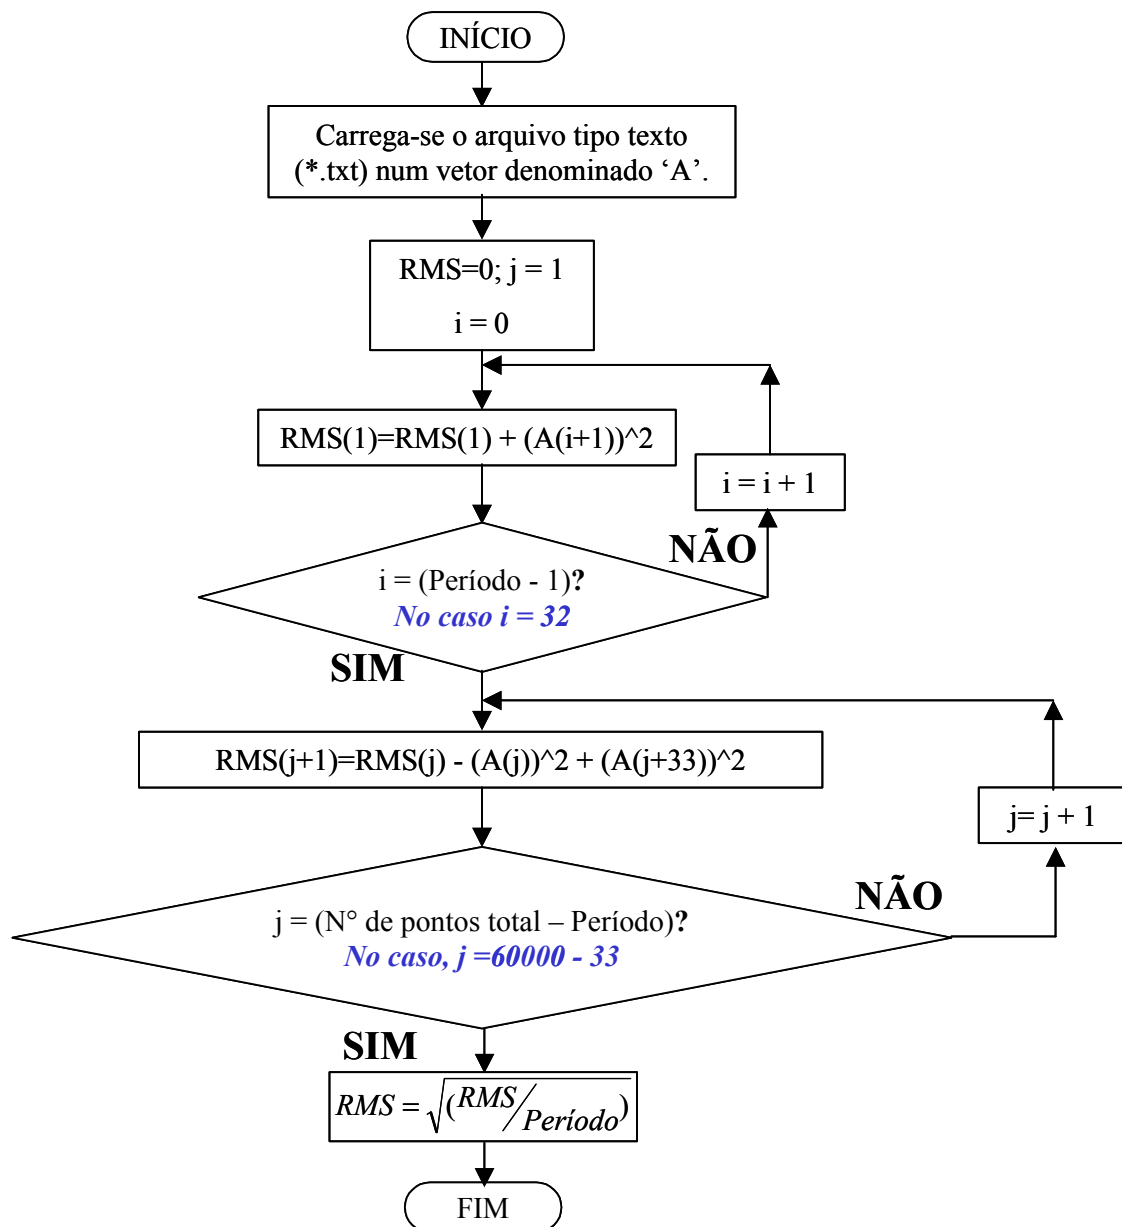 INÍCIO
Carrega-se o arquivo tipo texto
(*.txt) num vetor denominado ‘A’.
RMS=0; j = 1
i = 0
RMS(1)=RMS(1) + (A(i+1))^2
i = i + 1
NÃO
i = (Período - 1)?
No caso i = 32
SIM
RMS(j+1)=RMS(j) - (A(j))^2 + (A(j+33))^2
j= j + 1
NÃO
j = (N° de pontos total – Período)?
No caso, j =60000 - 33
SIM
RMS = √(RMS/Período)
FIM